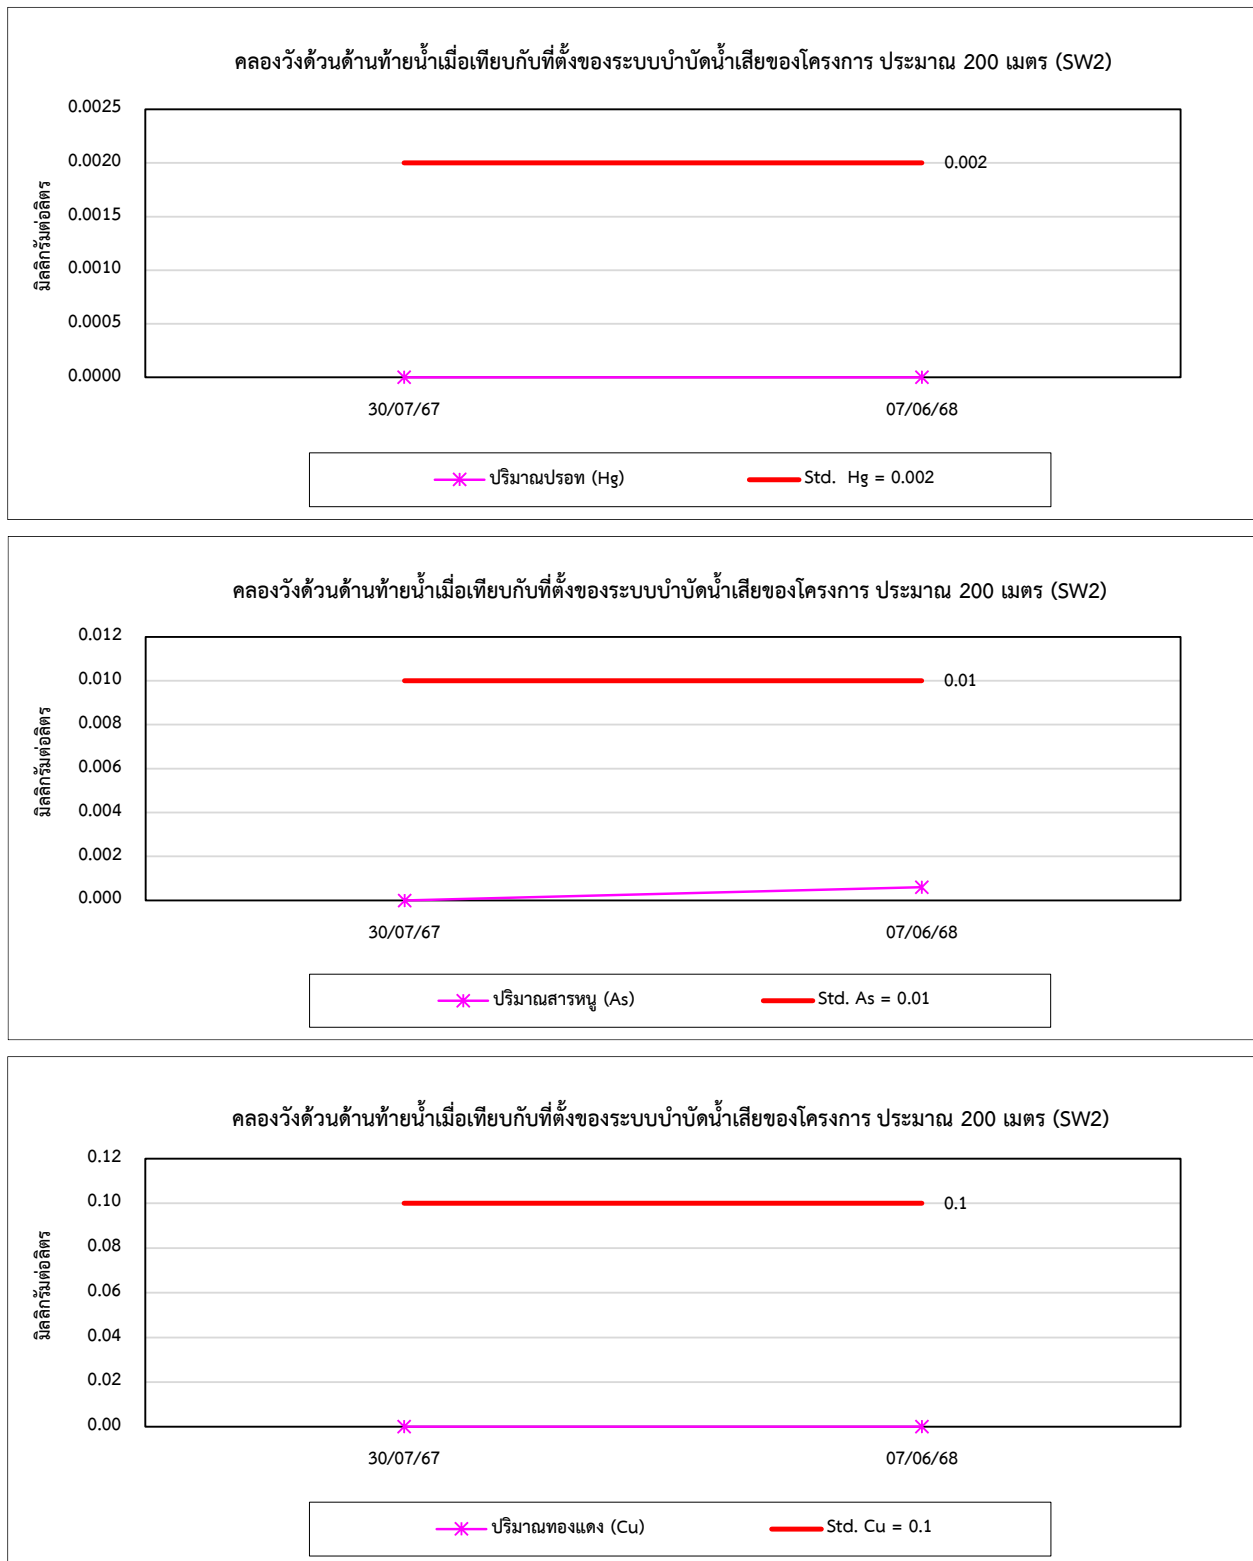 คลองวังด้วนด้านท้ายน้ำเมื่อเทียบกับที่ตั้งของระบบบำบัดน้ำเสียของโครงการ ประมาณ 200 เมตร (SW2)
มิลลิกรัมต่อลิตร
0.0025
0.0020
0.0015
0.0010
0.0005
0.0000
0.002
30/07/67 07/06/68
ปริมาณปรอท (Hg) Std. Hg = 0.002
คลองวังด้วนด้านท้ายน้ำเมื่อเทียบกับที่ตั้งของระบบบำบัดน้ำเสียของโครงการ ประมาณ 200 เมตร (SW2)
มิลลิกรัมต่อลิตร
0.012
0.010
0.008
0.006
0.004
0.002
0.000
0.01
30/07/67 07/06/68
ปริมาณสารหนู (As) Std. As = 0.01
คลองวังด้วนด้านท้ายน้ำเมื่อเทียบกับที่ตั้งของระบบบำบัดน้ำเสียของโครงการ ประมาณ 200 เมตร (SW2)
มิลลิกรัมต่อลิตร
0.12
0.10
0.08
0.06
0.04
0.02
0.00
0.1
30/07/67 07/06/68
ปริมาณทองแดง (Cu) Std. Cu = 0.1